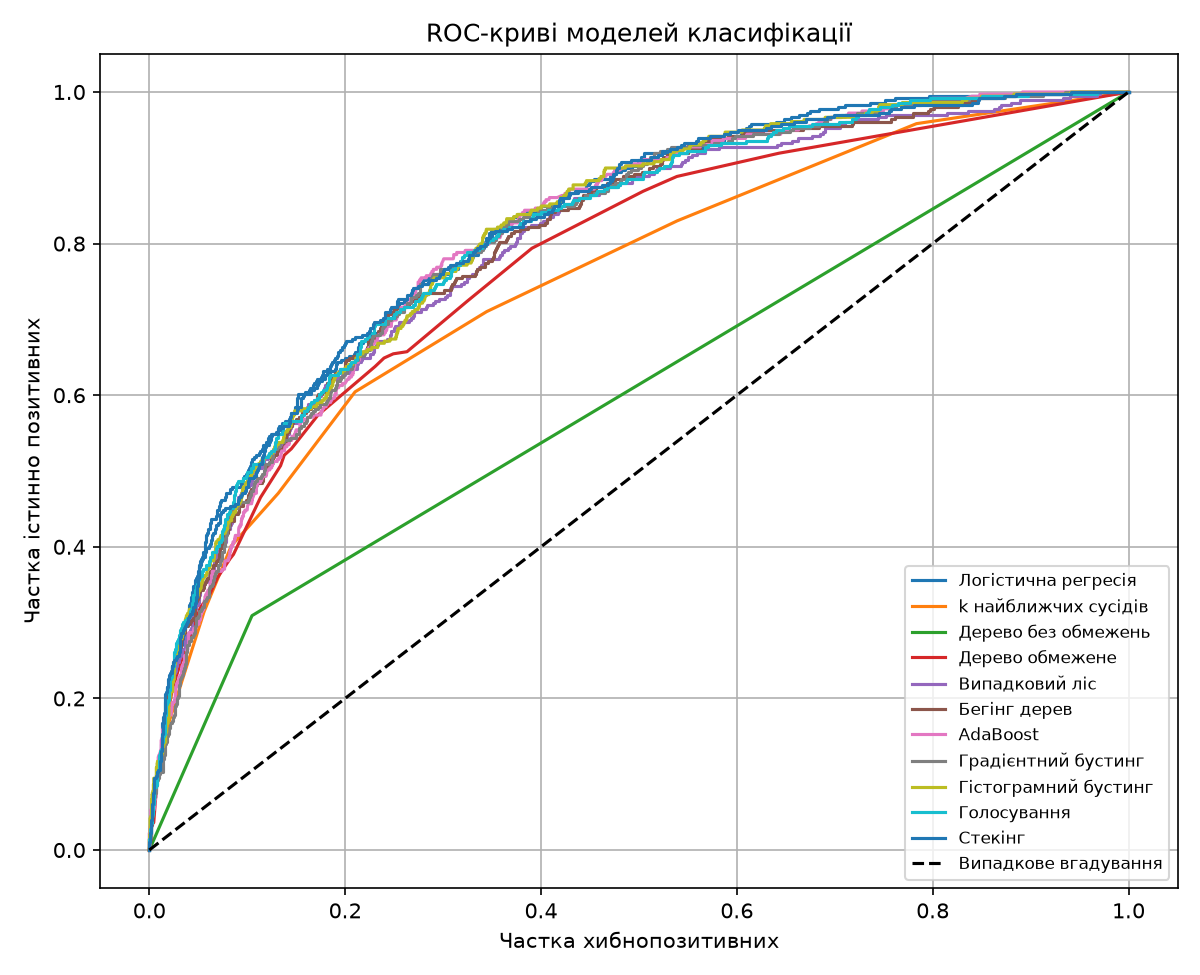 ROC-криві моделей класифікації
Частка істинно позитивних
1.0
0.8
0.6
0.4
0.2
0.0
0.0 0.2 0.4 0.6 0.8 1.0
Частка хибнопозитивних
Логістична регресія
k найближчих сусідів
Дерево без обмежень
Дерево обмежене
Випадковий ліс
Бегінг дерев
AdaBoost
Градієнтний бустинг
Гістограмний бустинг
Голосування
Стекінг
Випадкове вгадування